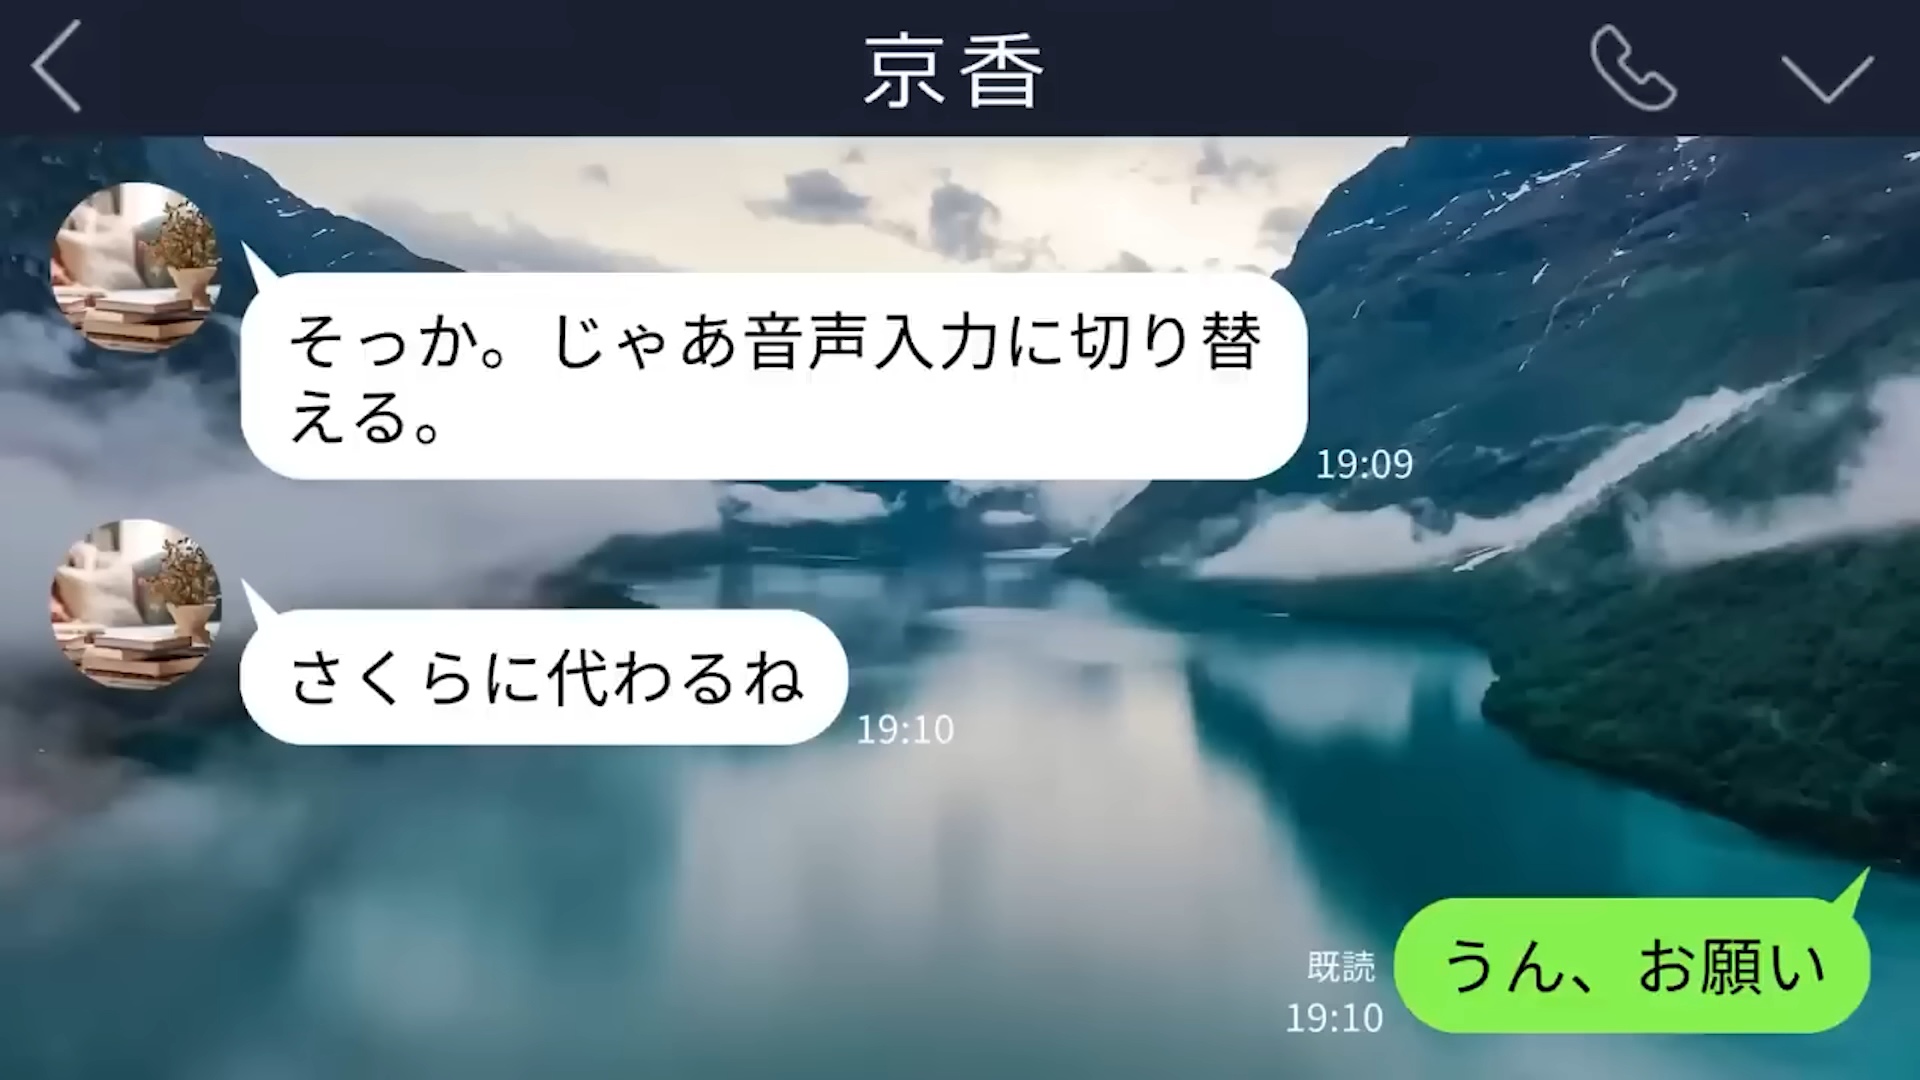 京香
そっか。じゃあ音声入力に切り替
える。
19:09
さくらに代わるね
19:10
うん、お願い
既読
19:10